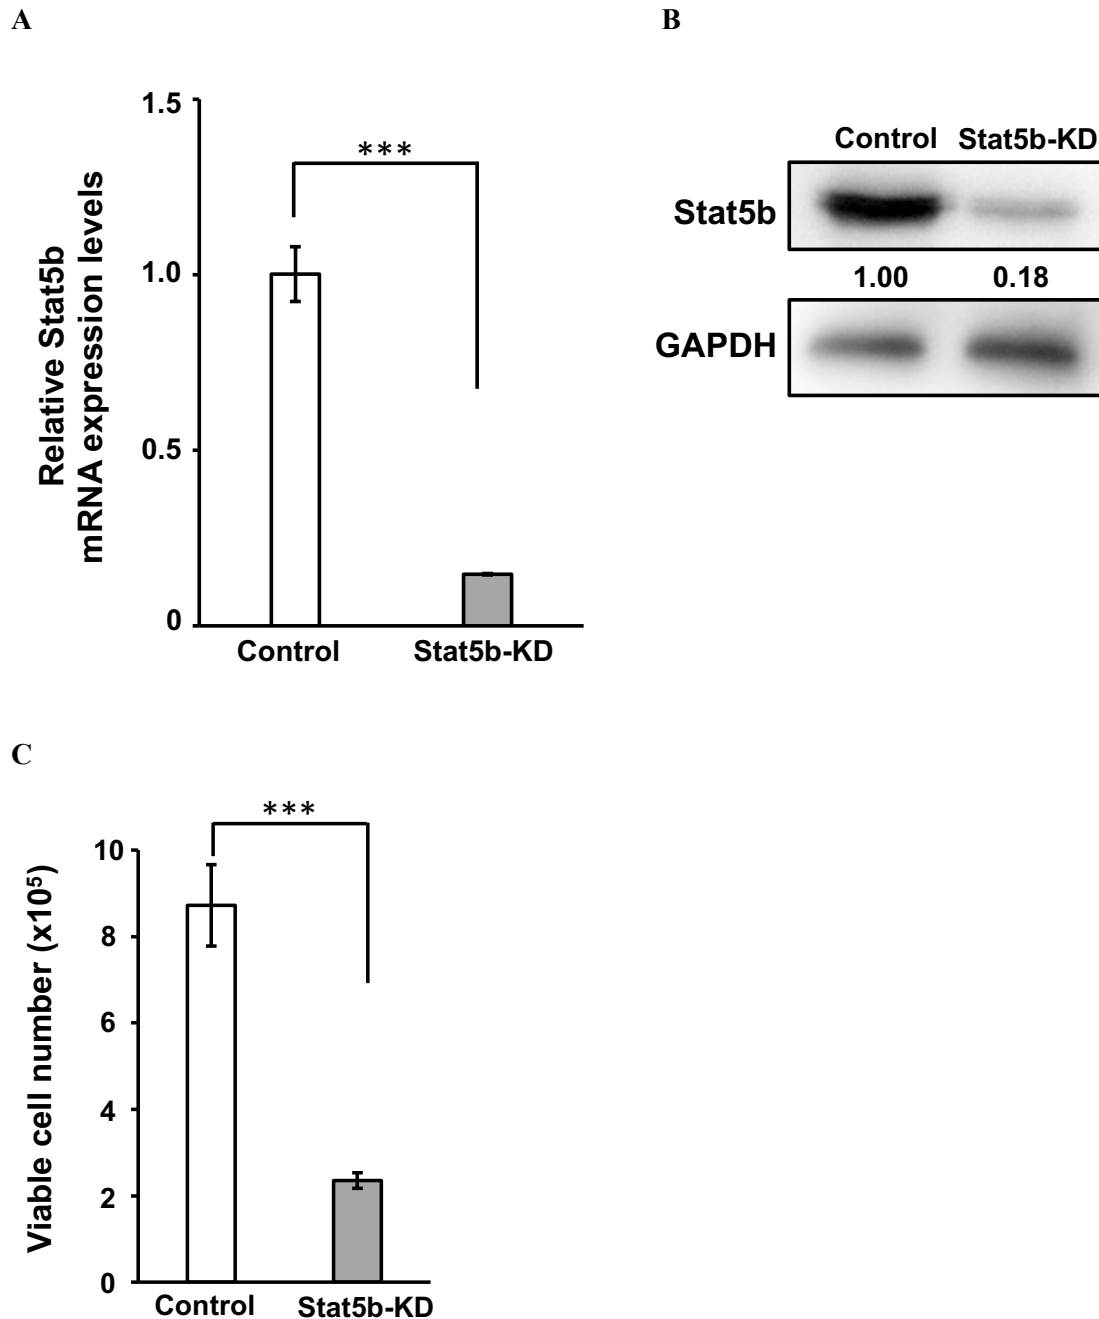 A
B
1.5
***
1.0
0.5
0
Relative Stat5b
mRNA expression levels
Control
Stat5b-KD
Control Stat5b-KD
Stat5b
1.00 0.18
GAPDH
C
***
10
8
6
4
2
0
Viable cell number (x10⁵)
Control
Stat5b-KD